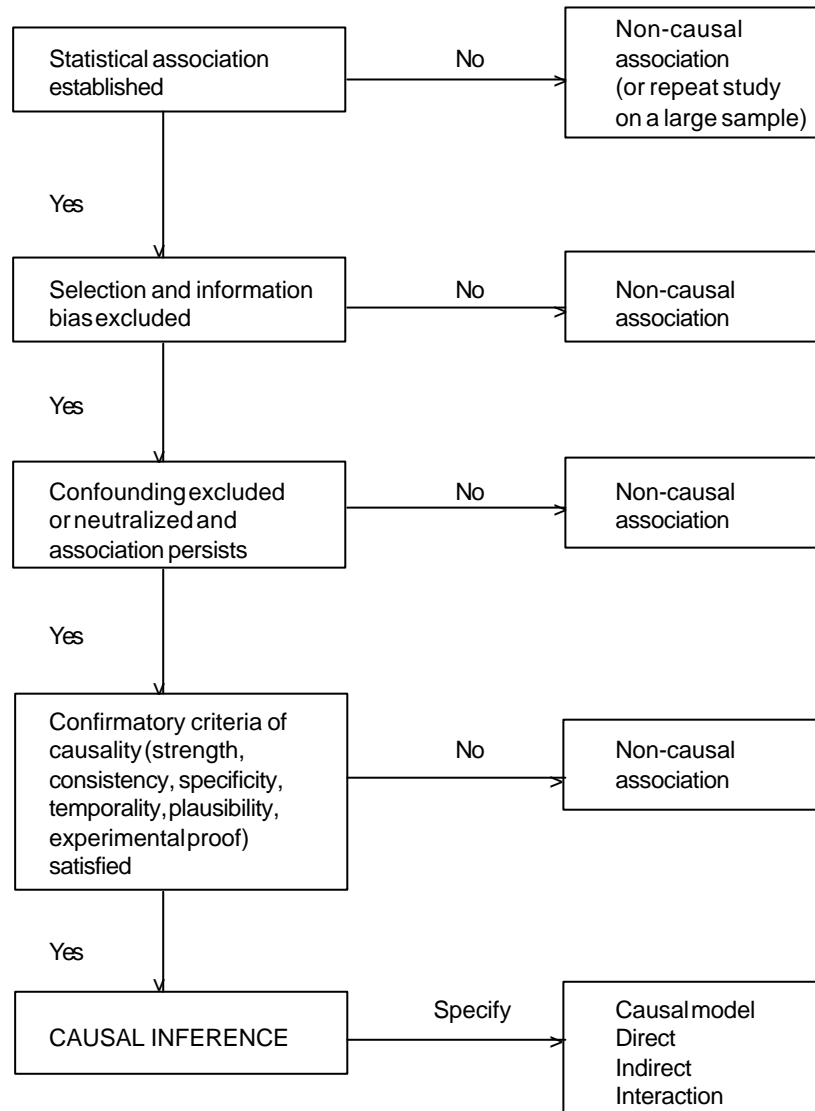 Statistical association
established
No
Non-causal
association
(or repeat study
on a large sample)
Yes
Selection and information
bias excluded
No
Non-causal
association
Yes
Confounding excluded
or neutralized and
association persists
No
Non-causal
association
Yes
Confirmatory criteria of
causality (strength,
consistency, specificity,
temporality, plausibility,
experimental proof)
satisfied
No
Non-causal
association
Yes
CAUSAL INFERENCE
Specify
Causal model
Direct
Indirect
Interaction